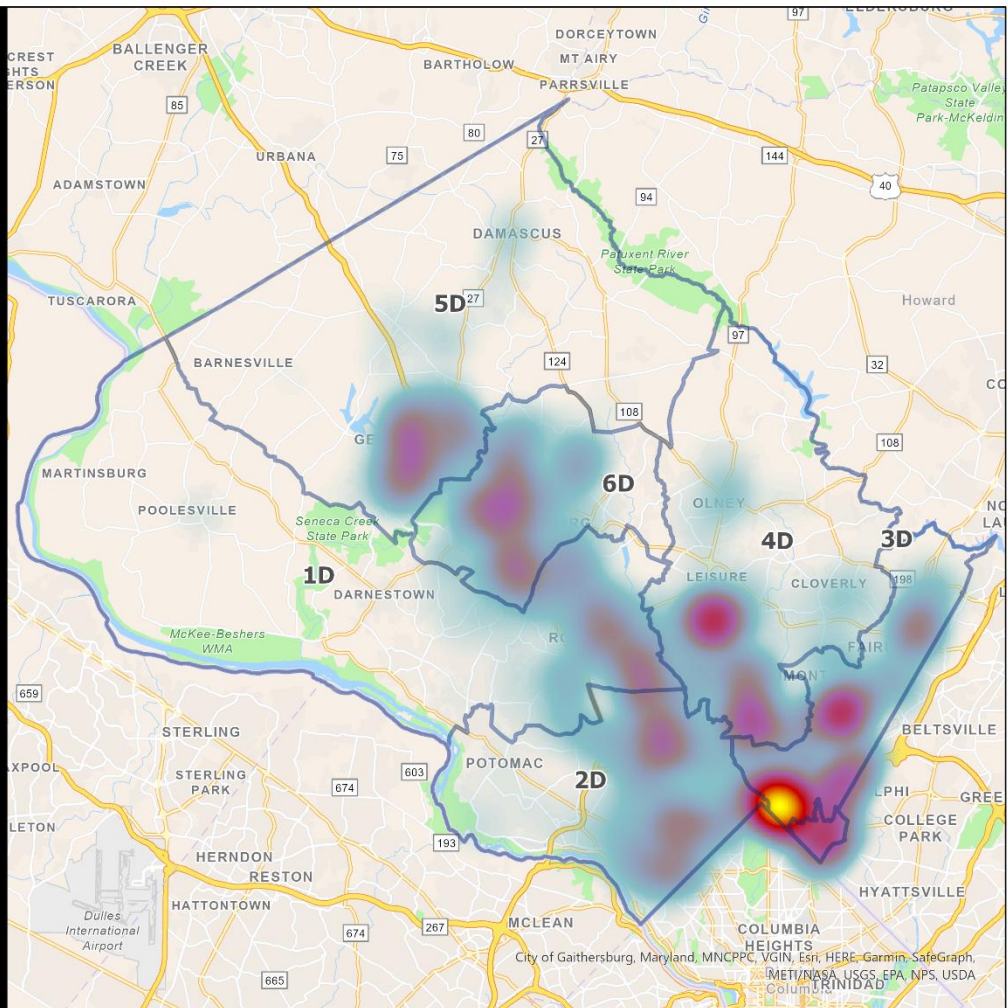 97
DORCEYTOWN
BALLENGER
CREEK
CREST
BARTHOLOW
MT AIRY
PARRSVILLE
ERSON
85
Patapsco Valley
State
Park-McKeldin
80
27
75
144
URBANA
ADAMSTOWN
40
94
DAMASCUS
Patuxent River
State Park
TUSCARORA
5D
27
Howard
97
BARNESVILLE
124
32
108
108
MARTINSBURG
6D
POOLESVILLE
OLNEY
Seneca Creek
State Park
4D
3D
1D
LEISURE
CLOVERLY
198
DARNESTOWN
McKee-Beshers
WMA
FAIR
MONT
659
STERLING
BELTSVILLE
POTOMAC
STERLING
PARK
603
2D
674
COLLEGE
PARK
193
HERNDON
RESTON
HYATTSVILLE
HATTONTOWN
Dulles
International
Airport
267
MCLEAN
674
COLUMBIA
HEIGHTS
City of Gaithersburg, Maryland, MNCPPC, VGIN, Esri, HERE, Garmin, SafeGraph,
METI/NASA, USGS, EPA, NPS, USDA
TRINIDAD
665